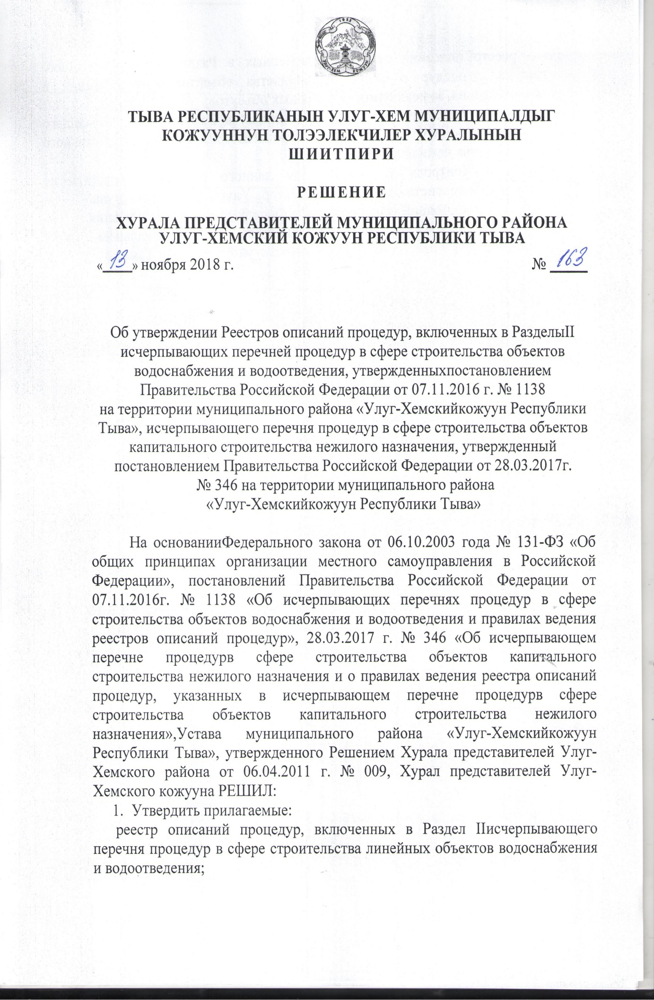 1923
УЛУГ-ХЕМ КОЖУУН
ТЫВА РЕСПУБЛИКАНЫН УЛУГ-ХЕМ МУНИЦИПАЛДЫГ
КОЖУУННУН ТОЛЭЭЛЕКЧИЛЕР ХУРАЛЫНЫН
ШИИТПИРИ
РЕШЕНИЕ
ХУРАЛА ПРЕДСТАВИТЕЛЕЙ МУНИЦИПАЛЬНОГО РАЙОНА
УЛУГ-ХЕМСКИЙ КОЖУУН РЕСПУБЛИКИ ТЫВА
«13» ноября 2018 г. № 163
Об утверждении Реестров описаний процедур, включенных в РазделыII
исчерпывающих перечней процедур в сфере строительства объектов
водоснабжения и водоотведения, утвержденныхпостановлением
Правительства Российской Федерации от 07.11.2016 г. № 1138
на территории муниципального района «Улуг-Хемскийкожуун Республики
Тыва», исчерпывающего перечня процедур в сфере строительства объектов
капитального строительства нежилого назначения, утвержденный
постановлением Правительства Российской Федерации от 28.03.2017г.
№ 346 на территории муниципального района
«Улуг-Хемскийкожуун Республики Тыва»
На основанииФедерального закона от 06.10.2003 года № 131-ФЗ «Об
общих принципах организации местного самоуправления в Российской
Федерации», постановлений Правительства Российской Федерации от
07.11.2016г. № 1138 «Об исчерпывающих перечнях процедур в сфере
строительства объектов водоснабжения и водоотведения и правилах ведения
реестров описаний процедур», 28.03.2017 г. № 346 «Об исчерпывающем
перечне процедурв сфере строительства объектов капитального
строительства нежилого назначения и о правилах ведения реестра описаний
процедур, указанных в исчерпывающем перечне процедурв сфере
строительства объектов капитального строительства нежилого
назначения»,Устава муниципального района «Улуг-Хемскийкожуун
Республики Тыва», утвержденного Решением Хурала представителей Улуг-
Хемского района от 06.04.2011 г. № 009, Хурал представителей Улуг-
Хемского кожууна РЕШИЛ:
1. Утвердить прилагаемые:
реестр описаний процедур, включенных в Раздел IIисчерпывающего
перечня процедур в сфере строительства линейных объектов водоснабжения
и водоотведения;